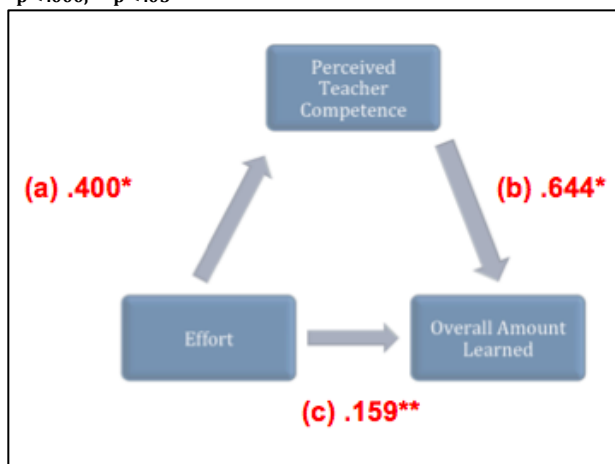 Perceived
Teacher
Competence
(a) .400*
(b) .644*
Effort
Overall Amount
Learned
(c) .159**